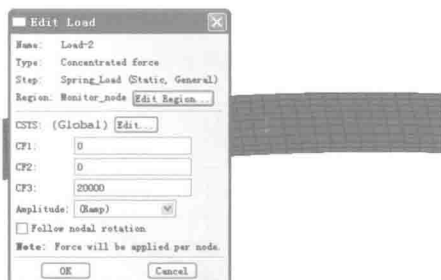 Edit Load
Name: Load-2
Type: Concentrated force
Step: Spring_Load (Static, General)
Region: Monitor_node Edit Region...
CSYS: (Global) Edit...
CF1: 0
CF2: 0
CF3: 20000
Amplitude: (Ramp)
Follow nodal rotation
Note: Force will be applied per node.
OK Cancel